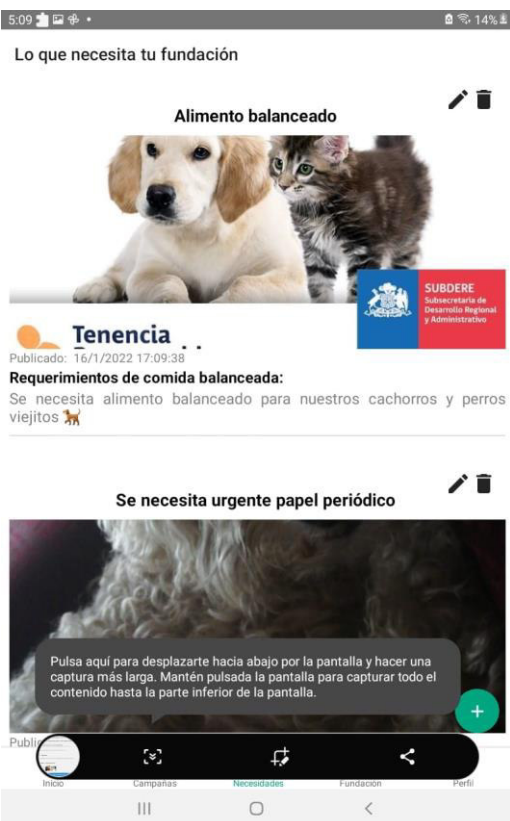 5:09
14%
Lo que necesita tu fundación
Alimento balanceado
SUBDERE
Subsecretaría de
Desarrollo Regional
y Administrativo
Tenencia
Publicado: 16/1/2022 17:09:38
Requerimientos de comida balanceada:
Se necesita alimento balanceado para nuestros cachorros y perros
viejitos 🐕
Se necesita urgente papel periódico
Pulsa aquí para desplazarte hacia abajo por la pantalla y hacer una
captura más larga. Mantén pulsada la pantalla para capturar todo el
contenido hasta la parte inferior de la pantalla.
Inicio Campañas Necesidades Fundación Perfil